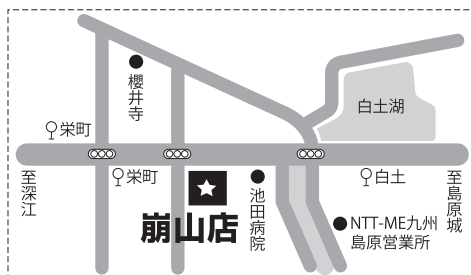 櫻井寺
白土湖
栄町
栄町
白土
至深江
至島原城
崩山店
池田病院
NTT-ME九州
島原営業所